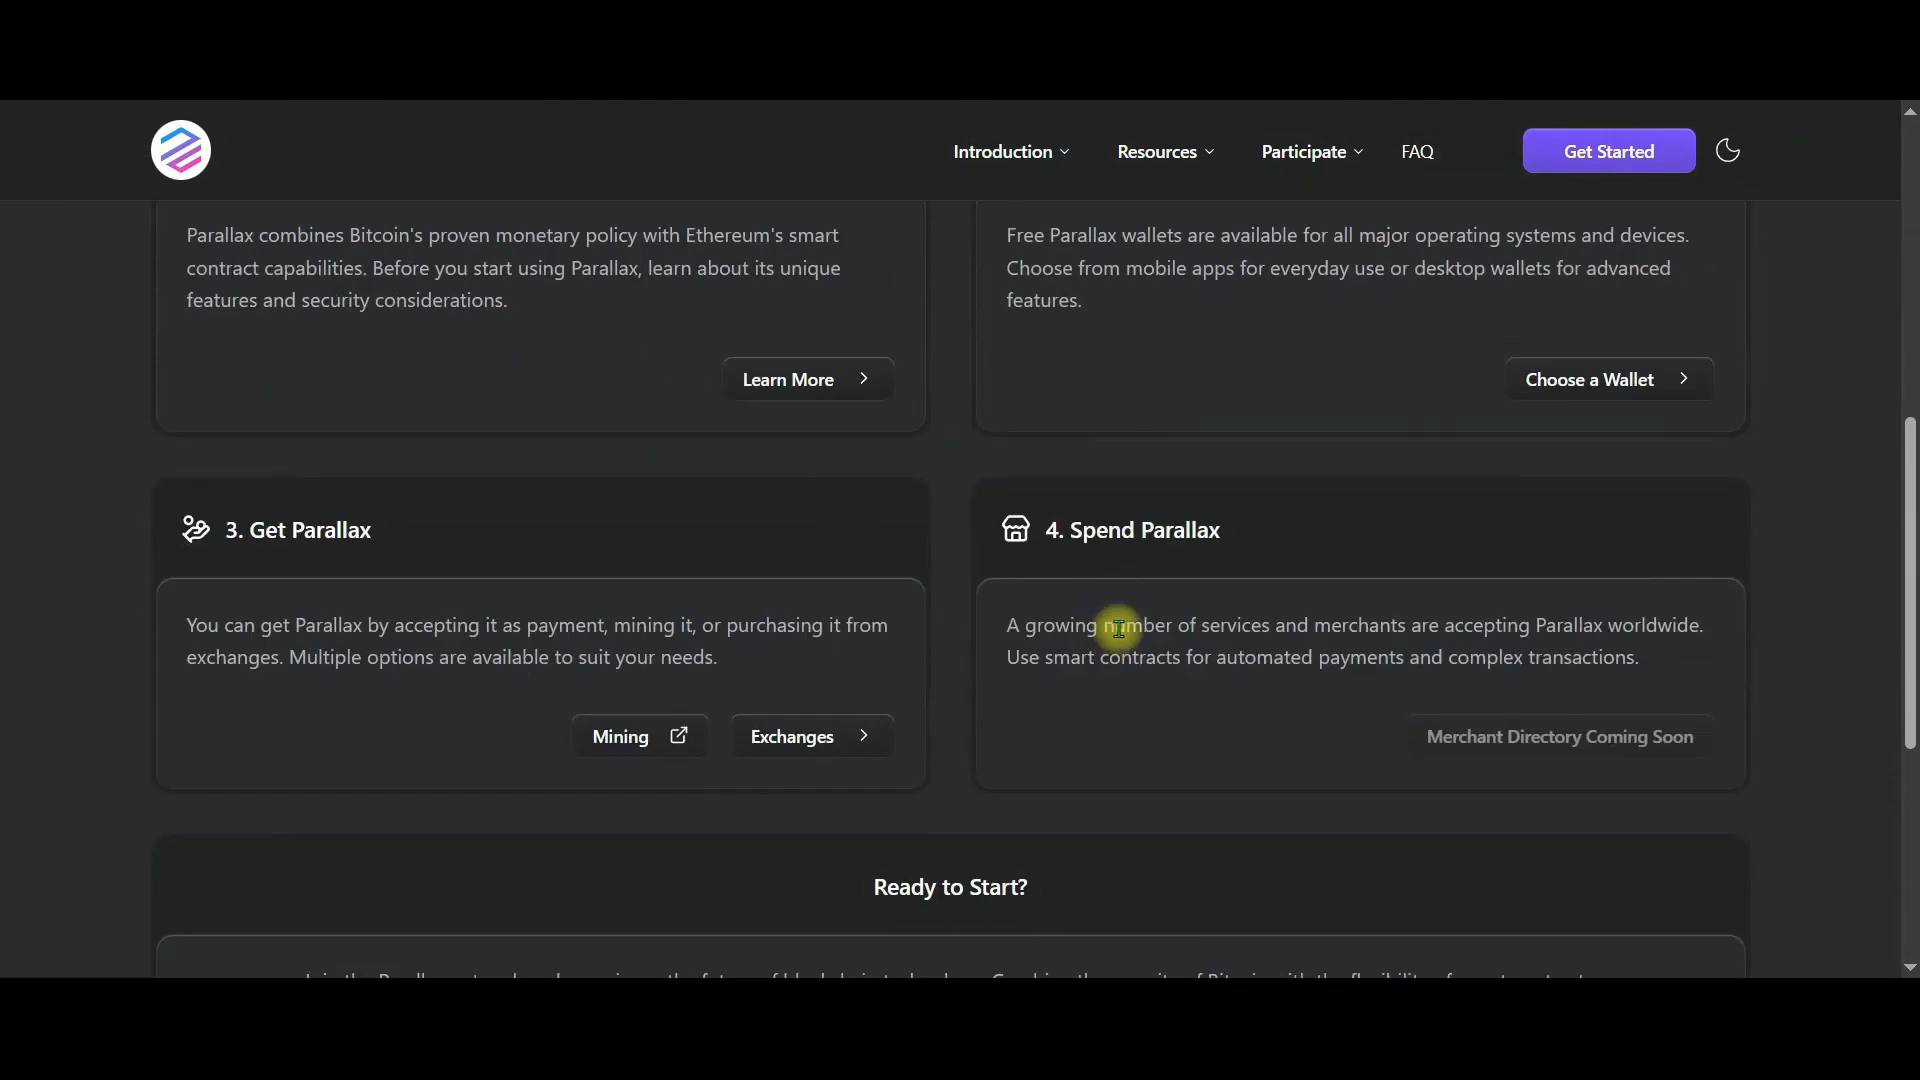 Introduction
Resources
Participate
FAQ
Get Started
Parallax combines Bitcoin's proven monetary policy with Ethereum's smart
contract capabilities. Before you start using Parallax, learn about its unique
features and security considerations.
Learn More
Free Parallax wallets are available for all major operating systems and devices.
Choose from mobile apps for everyday use or desktop wallets for advanced
features.
Choose a Wallet
3. Get Parallax
You can get Parallax by accepting it as payment, mining it, or purchasing it from
exchanges. Multiple options are available to suit your needs.
Mining
Exchanges
4. Spend Parallax
A growing number of services and merchants are accepting Parallax worldwide.
Use smart contracts for automated payments and complex transactions.
Merchant Directory Coming Soon
Ready to Start?